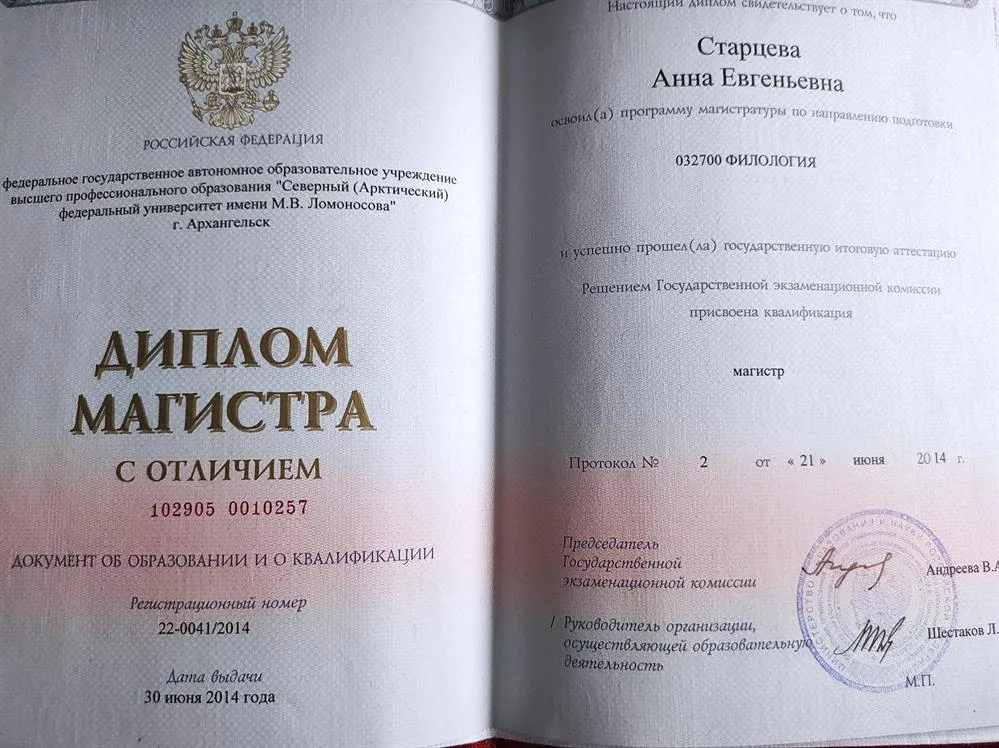 РОССИЙСКАЯ ФЕДЕРАЦИЯ
федеральное государственное автономное образовательное учреждение
высшего профессионального образования "Северный (Арктический)
федеральный университет имени М.В. Ломоносова"
г. Архангельск
ДИПЛОМ
МАГИСТРА
С ОТЛИЧИЕМ
102905 0010257
ДОКУМЕНТ ОБ ОБРАЗОВАНИИ И О КВАЛИФИКАЦИИ
Регистрационный номер
22-0041/2014
Дата выдачи
30 июня 2014 года
Настоящий диплом свидетельствует о том, что
Старцева
Анна Евгеньевна
освоил(а) программу магистратуры по направлению подготовки
032700 ФИЛОЛОГИЯ
и успешно прошел(ла) государственную итоговую аттестацию
Решением Государственной экзаменационной комиссии
присвоена квалификация
магистр
Протокол № 2 от « 21 » июня 2014 г.
Председатель
Государственной
экзаменационной комиссии
Андреева В.А
/ Руководитель организации,
осуществляющей образовательную
деятельность
Шестаков Л.
М.П.